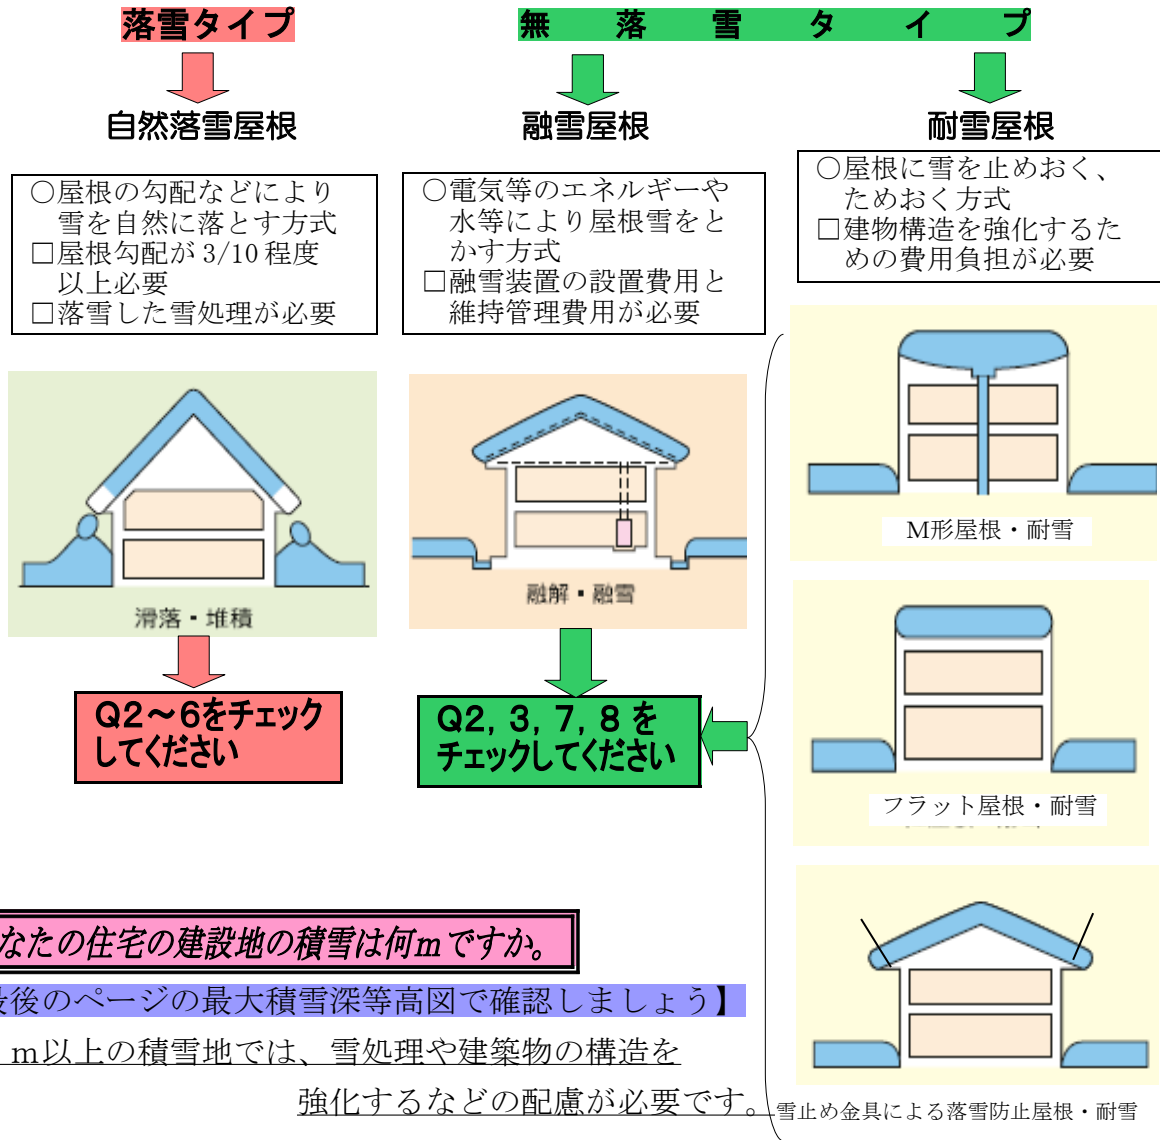 落雪タイプ
無落雪タイプ
自然落雪屋根
融雪屋根
耐雪屋根
○屋根の勾配などにより
雪を自然に落とす方式
□屋根勾配が 3/10 程度
以上必要
□落雪した雪処理が必要
○電気等のエネルギーや
水等により屋根雪をと
かす方式
□融雪装置の設置費用と
維持管理費用が必要
○屋根に雪を止めおく、
ためおく方式
□建物構造を強化するた
めの費用負担が必要
滑落・堆積
融解・融雪
M形屋根・耐雪
フラット屋根・耐雪
雪止め金具による落雪防止屋根・耐雪
Q2～6をチェック
してください
Q2，3，7，8 を
チェックしてください
なたの住宅の建設地の積雪は何mですか。
後のページの最大積雪深等高図で確認しましょう】
m以上の積雪地では、雪処理や建築物の構造を
強化するなどの配慮が必要です。